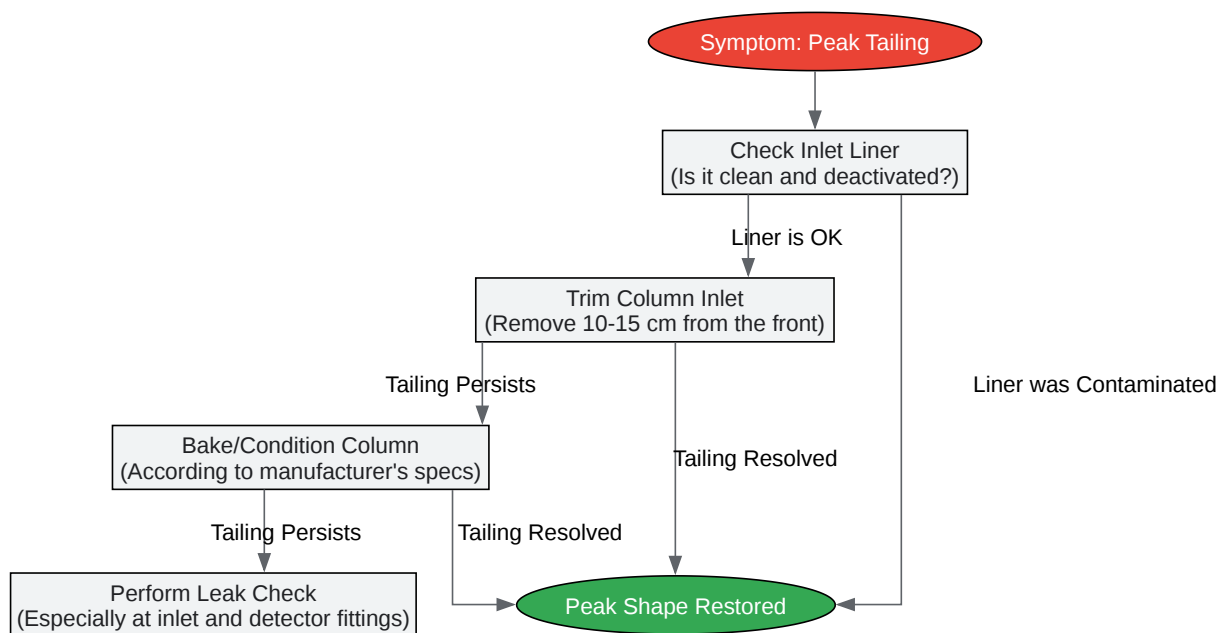 Symptom: Peak Tailing
Check Inlet Liner
(Is it clean and deactivated?)
Liner is OK
Trim Column Inlet
(Remove 10-15 cm from the front)
Tailing Persists
Liner was Contaminated
Bake/Condition Column
(According to manufacturer's specs)
Tailing Resolved
Tailing Persists
Tailing Resolved
Perform Leak Check
(Especially at inlet and detector fittings)
Peak Shape Restored